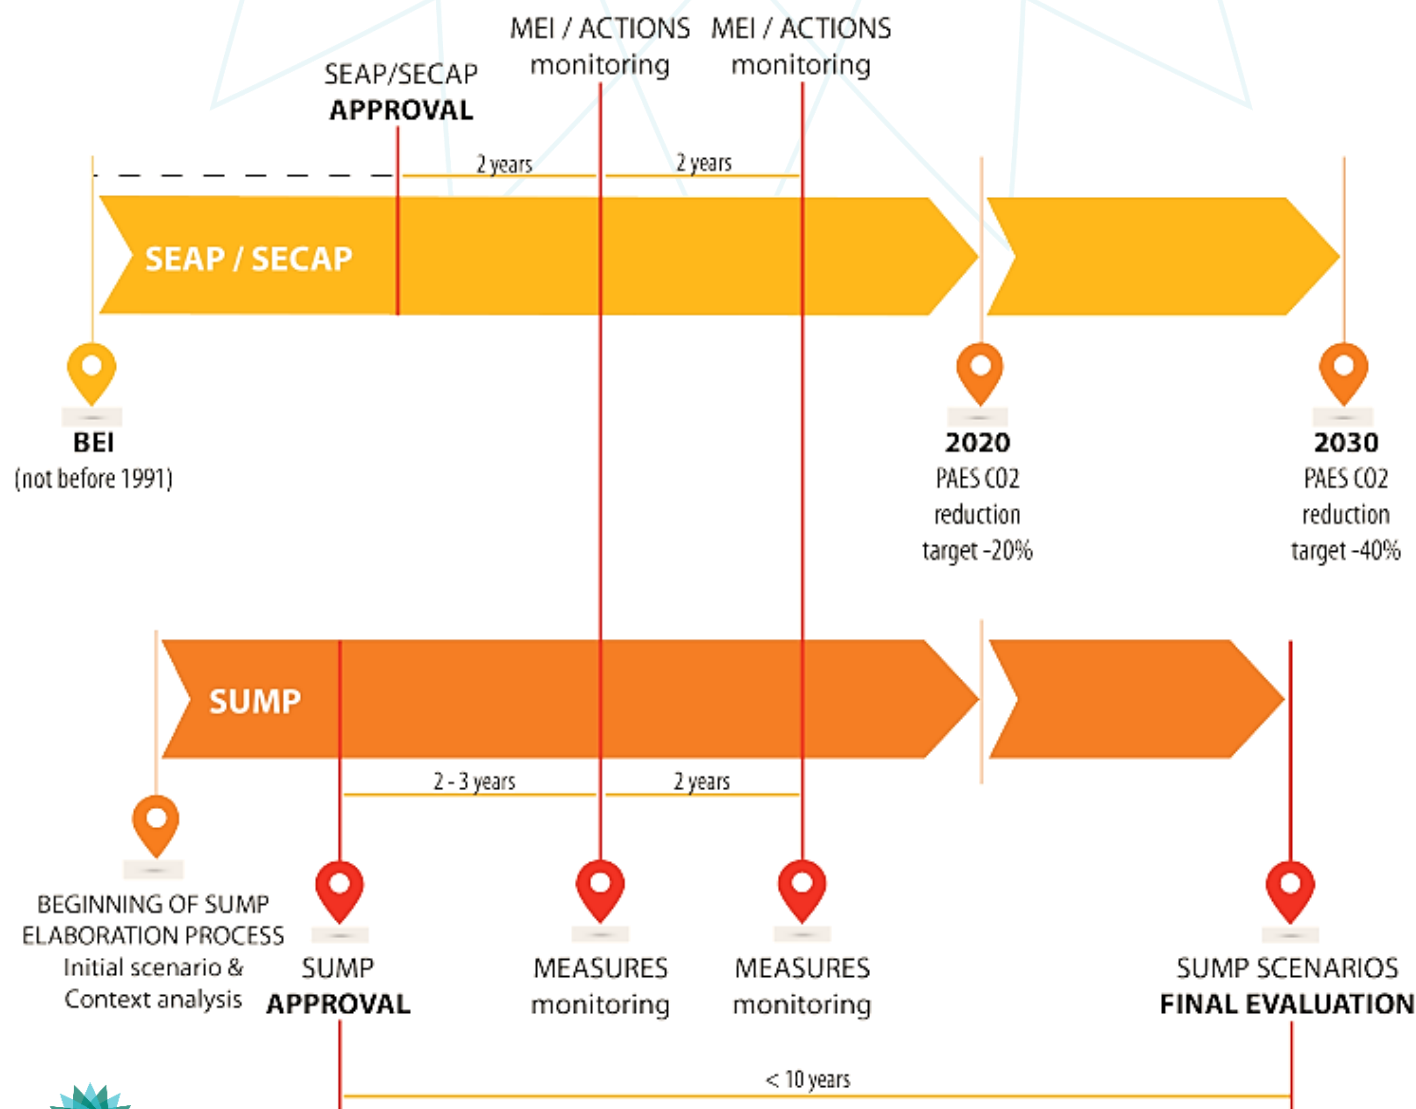 MEI / ACTIONS
monitoring
MEI / ACTIONS
monitoring
SEAP/SECAP
APPROVAL
2 years
2 years
SEAP / SECAP
BEI
(not before 1991)
2020
PAES CO2
reduction
target -20%
2030
PAES CO2
reduction
target -40%
SUMP
2 - 3 years
2 years
BEGINNING OF SUMP
ELABORATION PROCESS
Initial scenario &
Context analysis
SUMP
APPROVAL
MEASURES
monitoring
MEASURES
monitoring
SUMP SCENARIOS
FINAL EVALUATION
< 10 years